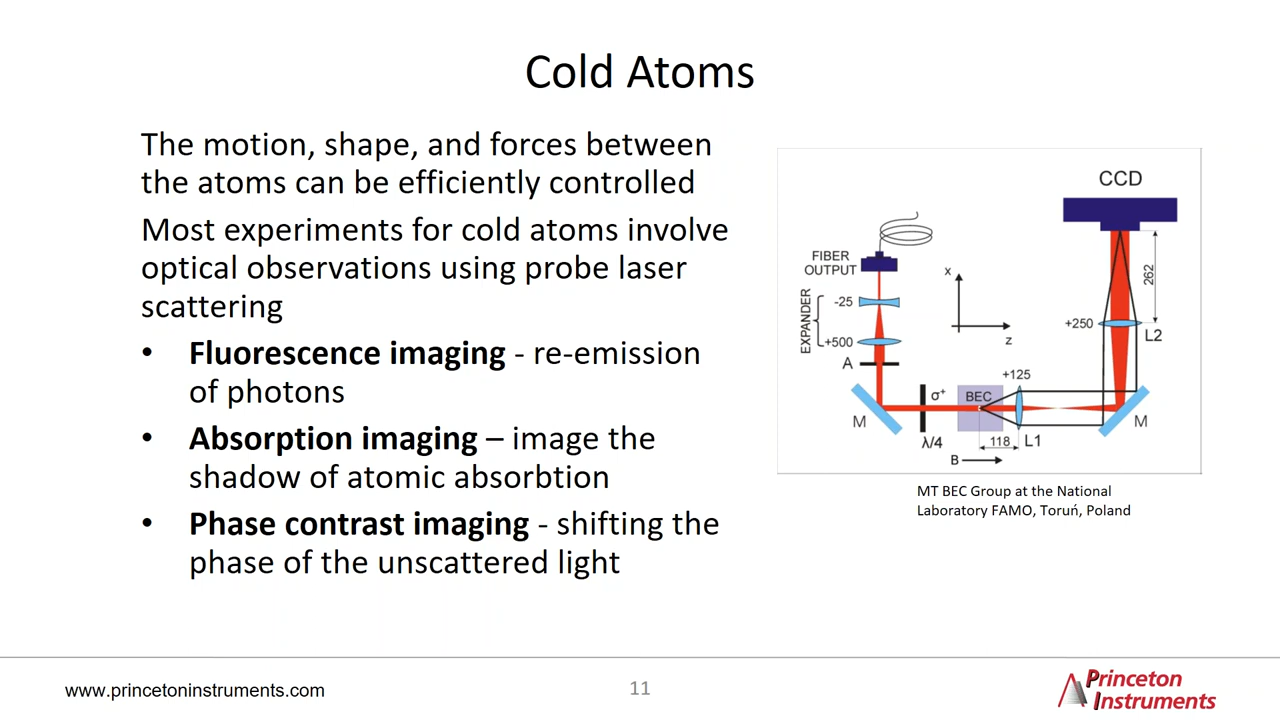 Cold Atoms
The motion, shape, and forces between
the atoms can be efficiently controlled
Most experiments for cold atoms involve
optical observations using probe laser
scattering
• Fluorescence imaging - re-emission
of photons
• Absorption imaging – image the
shadow of atomic absorbtion
• Phase contrast imaging - shifting the
phase of the unscattered light
CCD
FIBER
OUTPUT
EXPANDER
-25
+500
A
M
x
z
σ+
λ/4
BEC
+125
118
L1
B
262
+250
L2
M
MT BEC Group at the National
Laboratory FAMO, Toruń, Poland
www.princetoninstruments.com
11
Princeton
Instruments